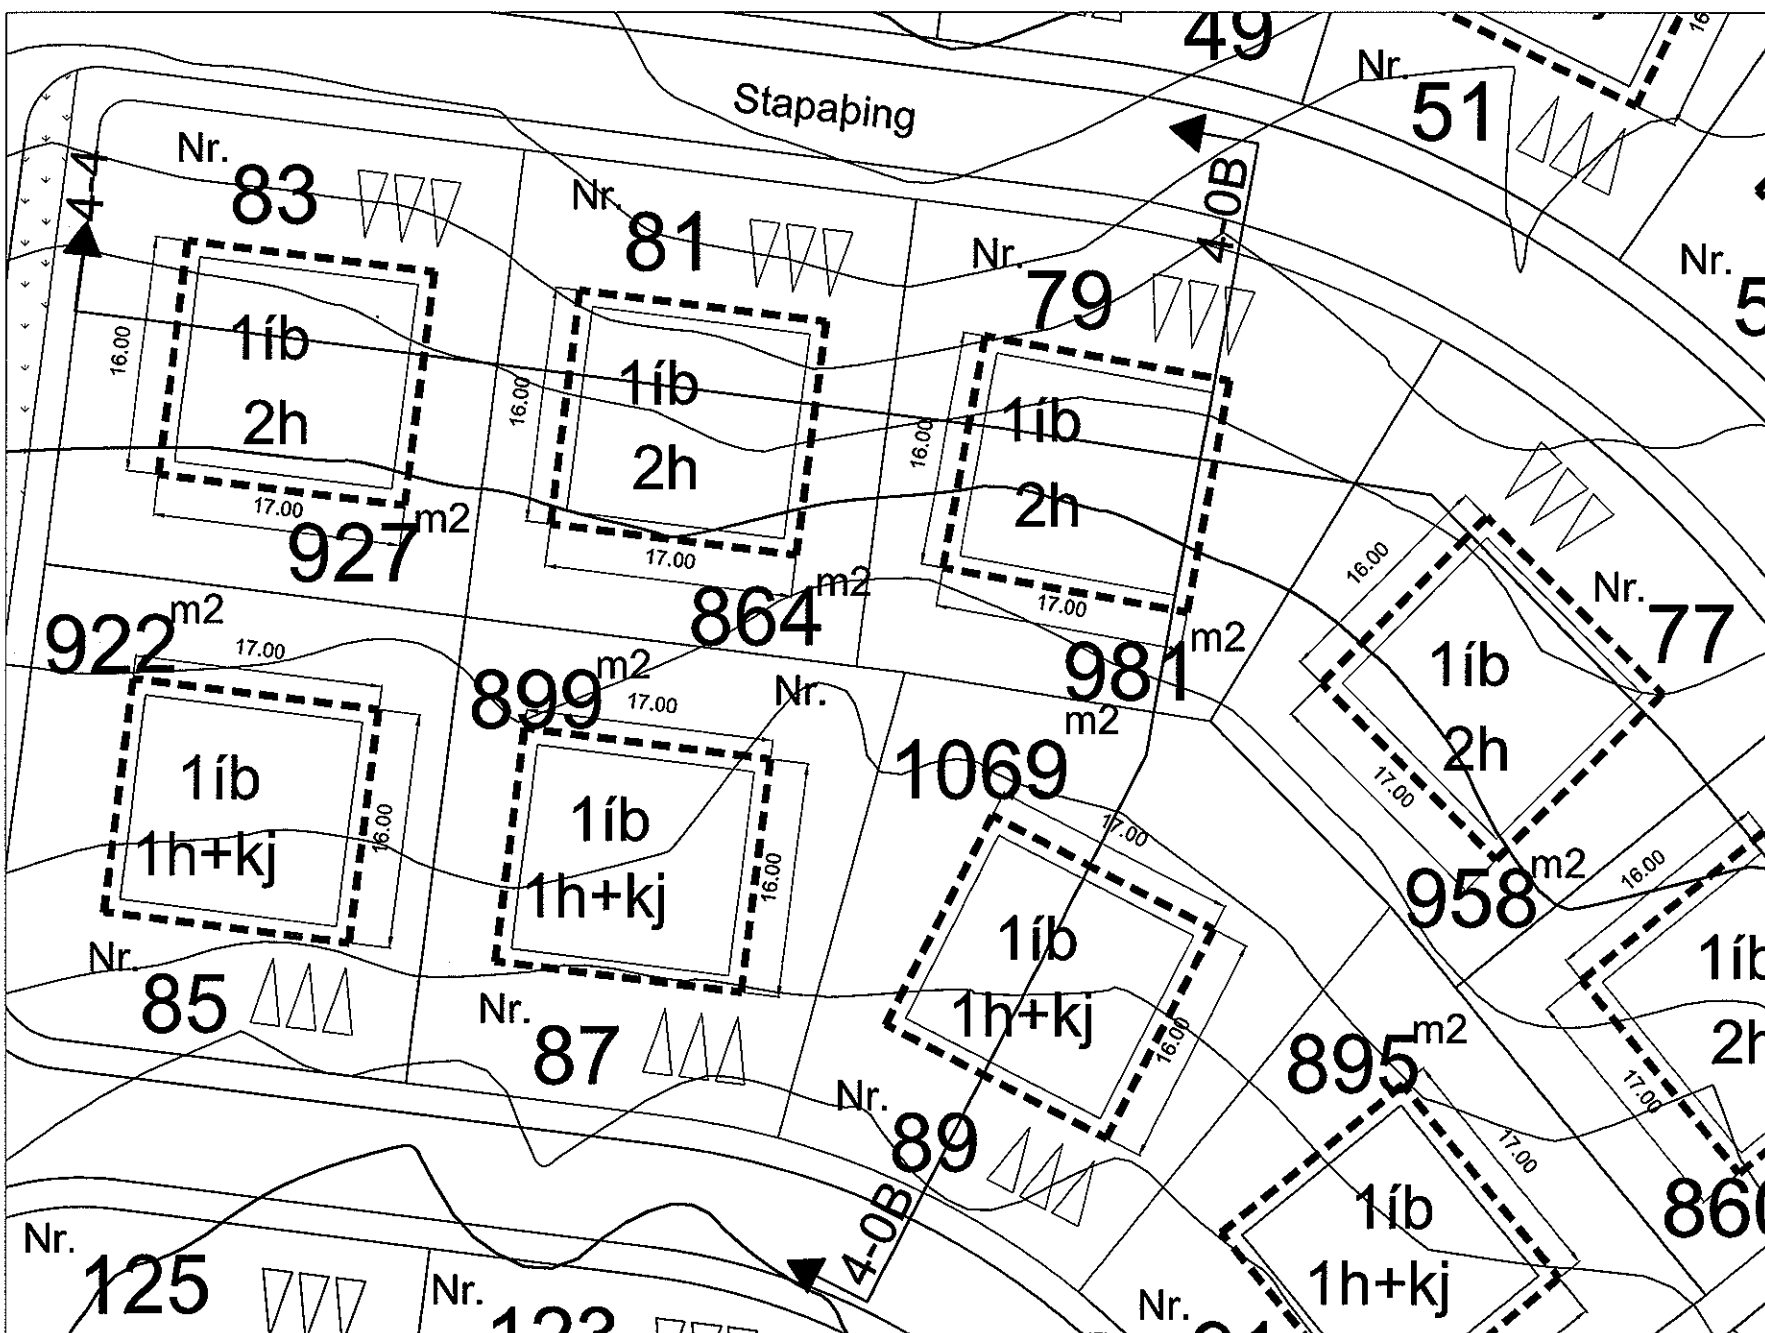 49
Nr.
51
16
Stapaþing
Nr.
83
4-4
Nr.
81
4-0B
Nr.
79
Nr.
5
1íb
2h
16.00
17.00
927 m2
1íb
2h
16.00
17.00
864 m2
1íb
2h
16.00
17.00
981 m2
Nr.
77
1íb
2h
16.00
17.00
958 m2
922 m2
17.00
1íb
1h+kj
16.00
Nr.
85
899 m2
17.00
1íb
1h+kj
16.00
Nr.
87
Nr.
1069 m2
17.00
1íb
1h+kj
16.00
Nr.
89
4-0B
16.00
1íb
2h
17.00
860
895 m2
17.00
1íb
1h+kj
Nr.
Nr.
125
Nr.
123